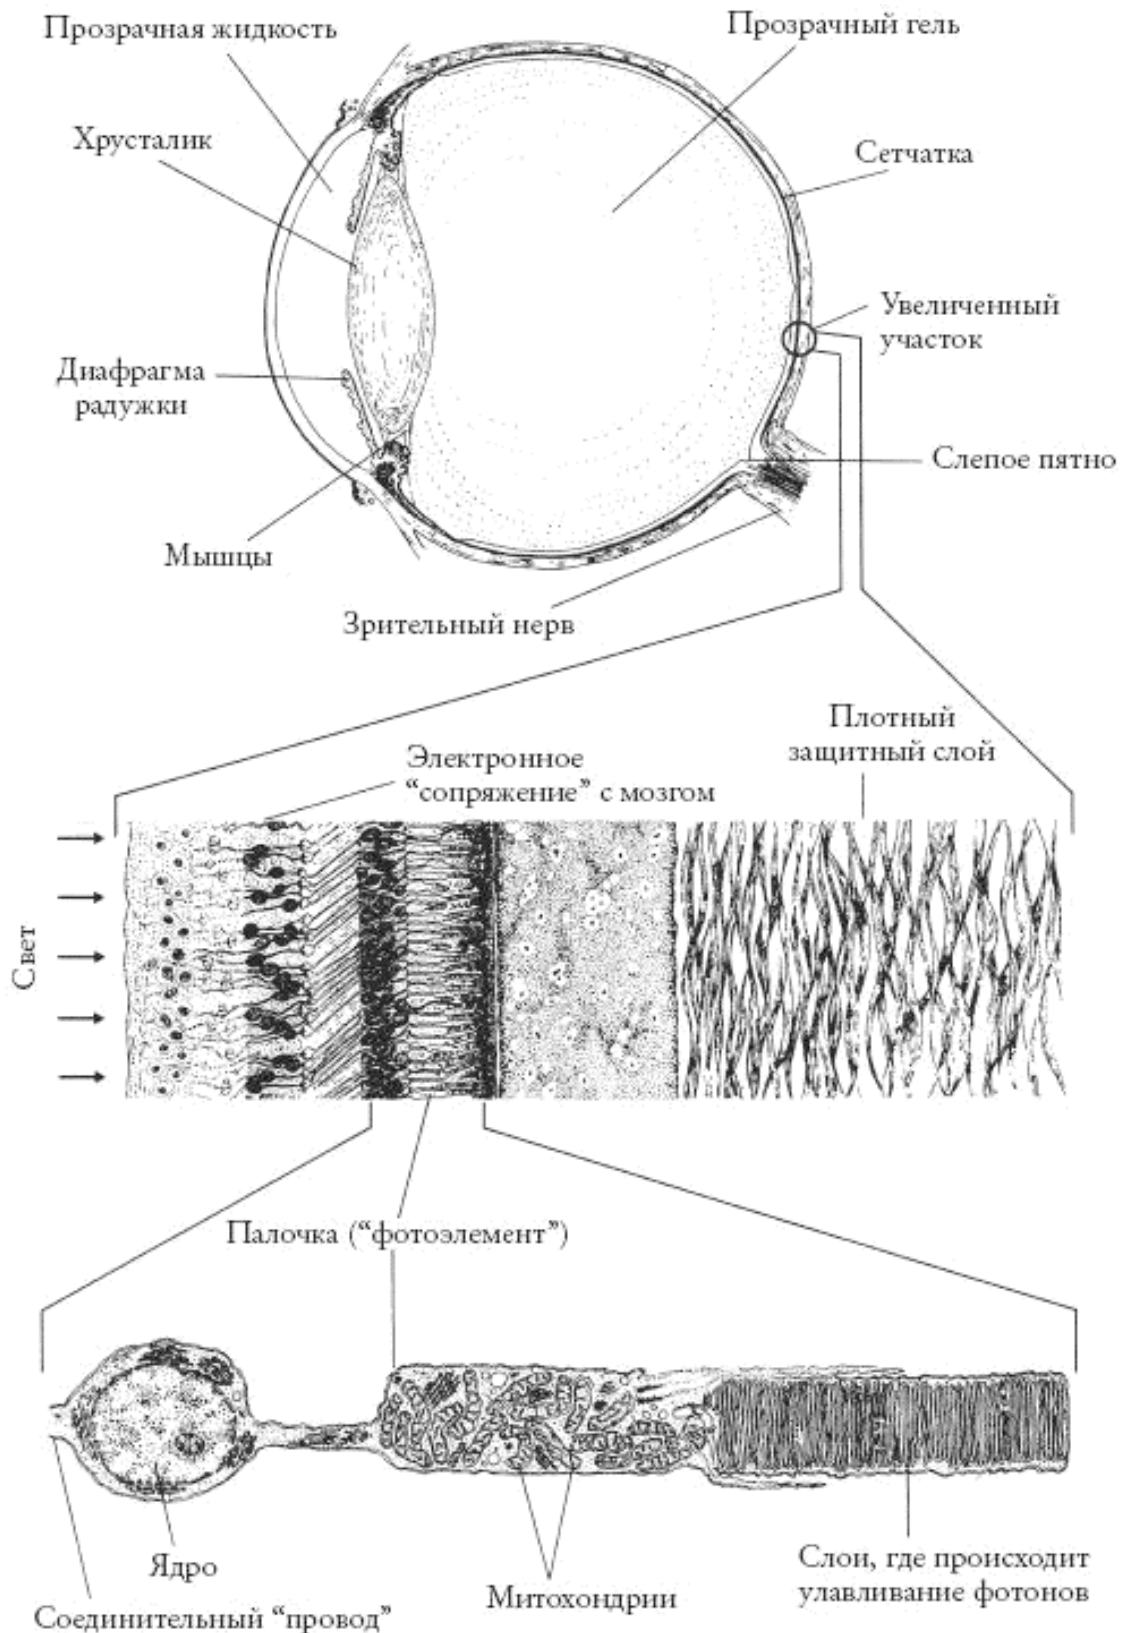 Прозрачная жидкость
Прозрачный гель
Хрусталик
Сетчатка
Увеличенный
участок
Диафрагма
радужки
Слепое пятно
Мышцы
Зрительный нерв
Плотный
защитный слой
Электронное
“сопряжение” с мозгом
Свет
Палочка (“фотоэлемент”)
Ядро
Соединительный “провод”
Митохондрии
Слои, где происходит
улавливание фотонов